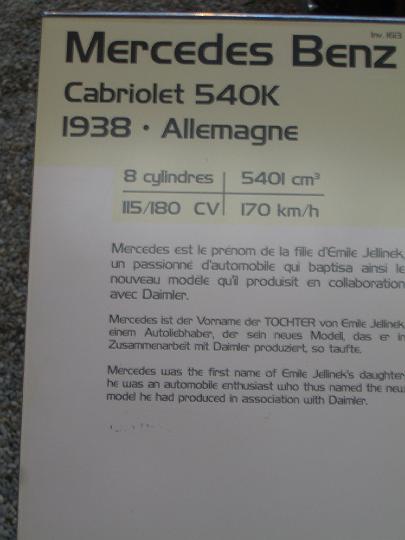 Inv. 1613
Mercedes Benz
Cabriolet 540K
1938 • Allemagne
8 cylindres 5401 cm³
115/180 CV 170 km/h
Mercedes est le prénom de la fille d'Emile Jellinek,
un passionné d'automobile qui baptisa ainsi le
nouveau modèle qu'il produisit en collaboration
avec Daimler.
Mercedes ist der Vorname der TOCHTER von Emile Jellinek,
einem Autoliebhaber, der sein neues Modell, das er in
Zusammenarbeit mit Daimler produziert, so taufte.
Mercedes was the first name of Emile Jellinek's daughter,
he was an automobile enthusiast who thus named the new
model he had produced in association with Daimler.